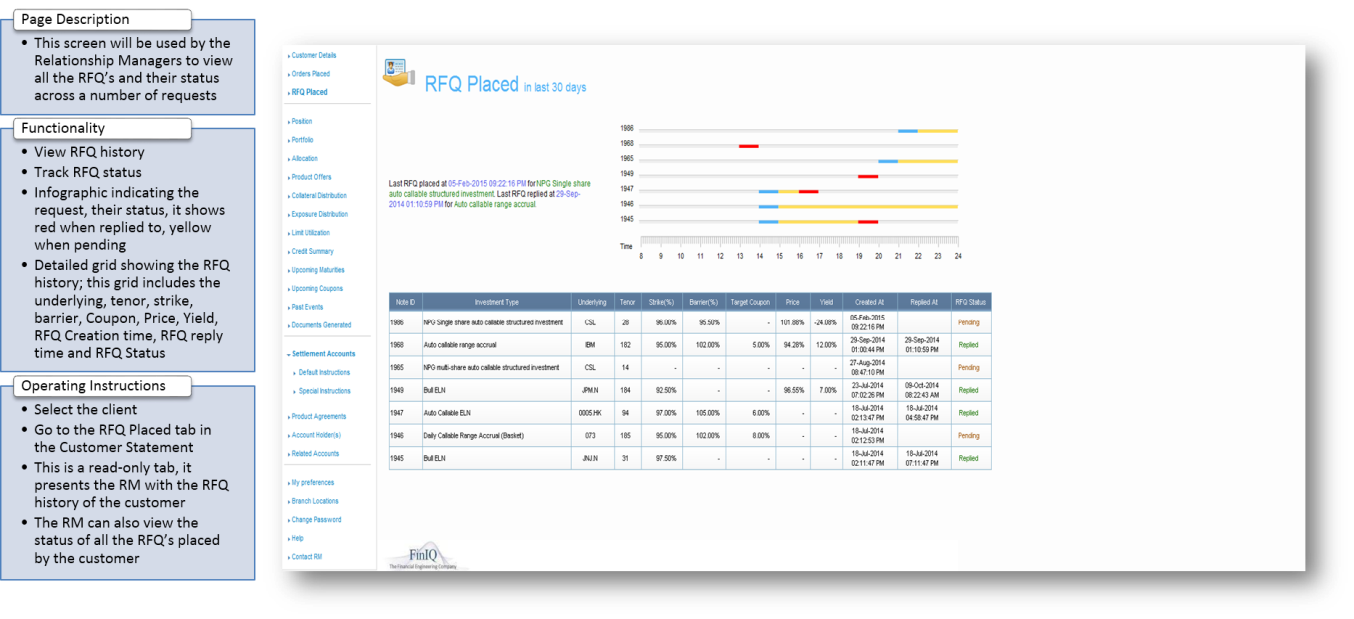 Page Description
• This screen will be used by the
Relationship Managers to view
all the RFQ's and their status
across a number of requests
Functionality
• View RFQ history
• Track RFQ status
• Infographic indicating the
request, their status, it shows
red when replied to, yellow
when pending
• Detailed grid showing the RFQ
history; this grid includes the
underlying, tenor, strike,
barrier, Coupon, Price, Yield,
RFQ Creation time, RFQ reply
time and RFQ Status
Operating Instructions
• Select the client
• Go to the RFQ Placed tab in
the Customer Statement
• This is a read-only tab, it
presents the RM with the RFQ
history of the customer
• The RM can also view the
status of all the RFQ's placed
by the customer
Customer Details
Orders Placed
RFQ Placed
Position
Portfolio
Allocation
Product Offers
Collateral Distribution
Exposure Distribution
Limit Utilization
Credit Summary
Upcoming Maturities
Upcoming Coupons
Past Events
Documents Generated
Settlement Accounts
Default Instructions
Special Instructions
Product Agreements
Account Holder(s)
Related Accounts
My preferences
Branch Locations
Change Password
Help
Contact RM
RFQ Placed in last 30 days
Last RFQ placed at 05-Feb-2015 09:22:16 PM for NPG Single share
auto callable structured investment. Last RFQ replied at 29-Sep-
2014 01:10:59 PM for Auto callable range accrual
1986
1968
1965
1949
1947
1946
1945
Time
8 9 10 11 12 13 14 15 16 17 18 19 20 21 22 23 24
Note ID Investment Type Underlying Tenor Strike(%) Barrier(%) Target Coupon Price Yield Created At Replied At RFQ Status
1986 NPG Single share auto callable structured investment CSL 28 96.00% 95.50% - 101.88% -24.08% 05-Feb-2015 09:22:16 PM Pending
1968 Auto callable range accrual IBM 182 95.00% 102.00% 5.00% 94.28% 12.00% 29-Sep-2014 01:00:44 PM 29-Sep-2014 01:10:59 PM Replied
1965 NPG multi-share auto callable structured investment CSL 14 - - - - - 27-Aug-2014 08:47:10 PM Pending
1949 Bull ELN JPM.N 184 92.50% - - 96.55% 7.00% 23-Jul-2014 07:02:26 PM 09-Oct-2014 08:22:43 AM Replied
1947 Auto Callable ELN 0005.HK 94 97.00% 105.00% 6.00% - - 18-Jul-2014 02:13:47 PM 18-Jul-2014 04:58:47 PM Replied
1946 Daily Callable Range Accrual (Basket) 073 185 95.00% 102.00% 8.00% - - 18-Jul-2014 02:12:53 PM Pending
1945 Bull ELN JNJ.N 31 97.50% - - - - 18-Jul-2014 02:11:47 PM 18-Jul-2014 07:11:47 PM Replied
FinIQ
The Financial Engineering Company